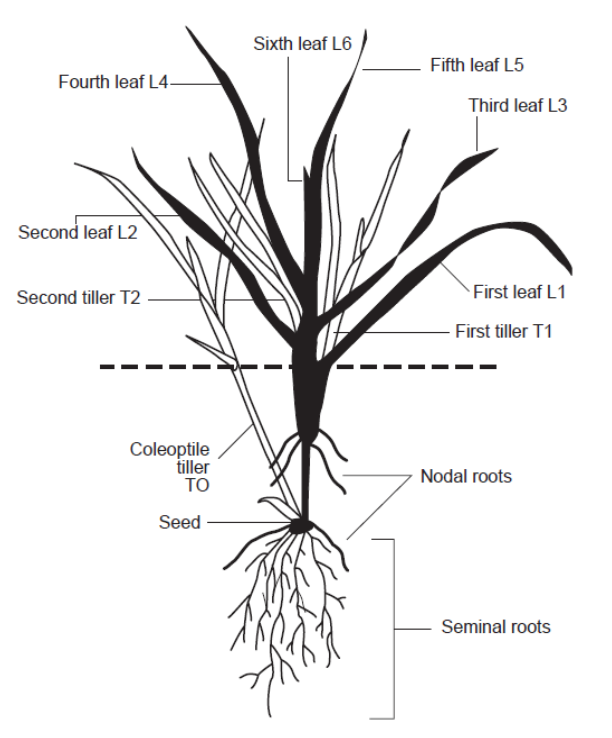 Sixth leaf L6
Fifth leaf L5
Fourth leaf L4
Third leaf L3
Second leaf L2
First leaf L1
Second tiller T2
First tiller T1
Coleoptile
tiller
TO
Nodal roots
Seed
Seminal roots